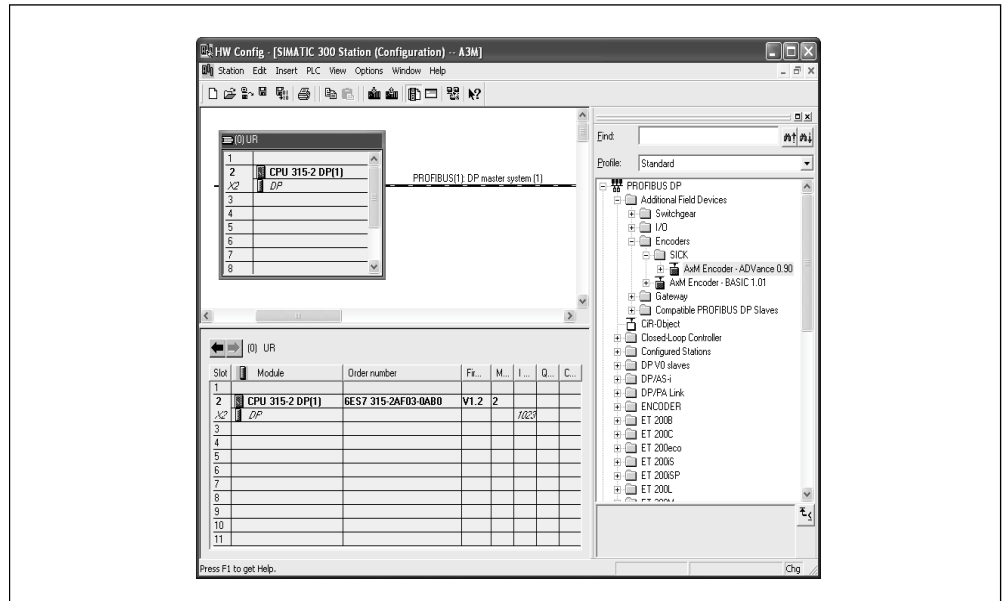 HW Config - [SIMATIC 300 Station (Configuration) -- A3M]
Station Edit Insert PLC View Options Window Help
(0) UR
1
2 CPU 315-2 DP(1)
X2 DP
3
4
5
6
7
8
PROFIBUS(1): DP master system (1)
Find:
Profile: Standard
PROFIBUS DP
Additional Field Devices
Switchgear
I/O
Encoders
SICK
AxM Encoder - ADVance 0.90
AxM Encoder - BASIC 1.01
Gateway
Compatible PROFIBUS DP Slaves
CiR-Object
Closed-Loop Controller
Configured Stations
DP V0 slaves
DP/AS-i
DP/PA Link
ENCODER
ET 200B
ET 200C
ET 200eco
ET 200iS
ET 200iSP
ET 200L
(0) UR
Slot Module Order number Fir... M... I ... Q... C...
1
2 CPU 315-2 DP(1) 6ES7 315-2AF03-0AB0 V1.2 2
X2 DP 1023
3
4
5
6
7
8
9
10
11
Press F1 to get Help.
Chg